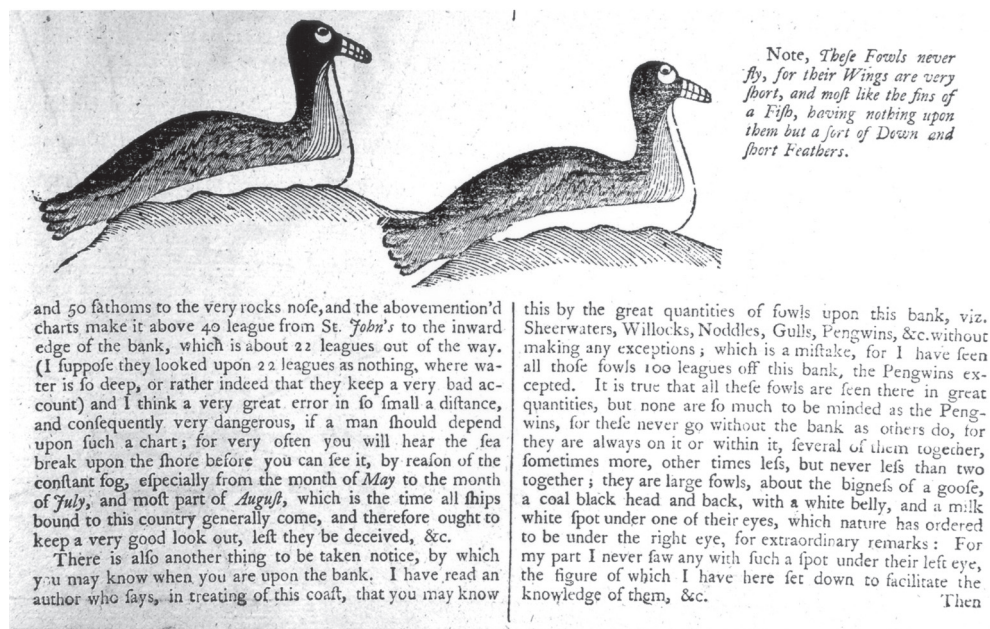 Note, Theſe Fowls never
fly, for their Wings are very
ſhort, and moſt like the fins of
a Fiſh, having nothing upon
them but a ſort of Down and
ſhort Feathers.
and 50 fathoms to the very rocks noſe, and the abovemention'd
charts make it above 40 league from St. John's to the inward
edge of the bank, which is about 22 leagues out of the way.
(I ſuppoſe they looked upon 22 leagues as nothing, where wa-
ter is ſo deep, or rather indeed that they keep a very bad ac-
count) and I think a very great error in ſo ſmall a diſtance,
and conſequently very dangerous, if a man ſhould depend
upon ſuch a chart; for very often you will hear the ſea
break upon the ſhore before you can ſee it, by reaſon of the
conſtant fog, eſpecially from the month of May to the month
of July, and moſt part of Auguſt, which is the time all ſhips
bound to this country generally come, and therefore ought to
keep a very good look out, leſt they be deceived, &c.
There is alſo another thing to be taken notice, by which
you may know when you are upon the bank. I have read an
author who ſays, in treating of this coaſt, that you may know
this by the great quantities of fowls upon this bank, viz.
Sheerwaters, Willocks, Noddles, Gulls, Pengwins, &c. without
making any exceptions; which is a miſtake, for I have ſeen
all thoſe fowls 100 leagues off this bank, the Pengwins ex-
cepted. It is true that all theſe fowls are ſeen there in great
quantities, but none are ſo much to be minded as the Peng-
wins, for theſe never go without the bank as others do, for
they are always on it or within it, ſeveral of them together,
ſometimes more, other times leſs, but never leſs than two
together; they are large fowls, about the bigneſs of a gooſe,
a coal black head and back, with a white belly, and a milk
white ſpot under one of their eyes, which nature has ordered
to be under the right eye, for extraordinary remarks: For
my part I never ſaw any with ſuch a ſpot under their left eye,
the figure of which I have here ſet down to facilitate the
knowledge of them, &c.
Then